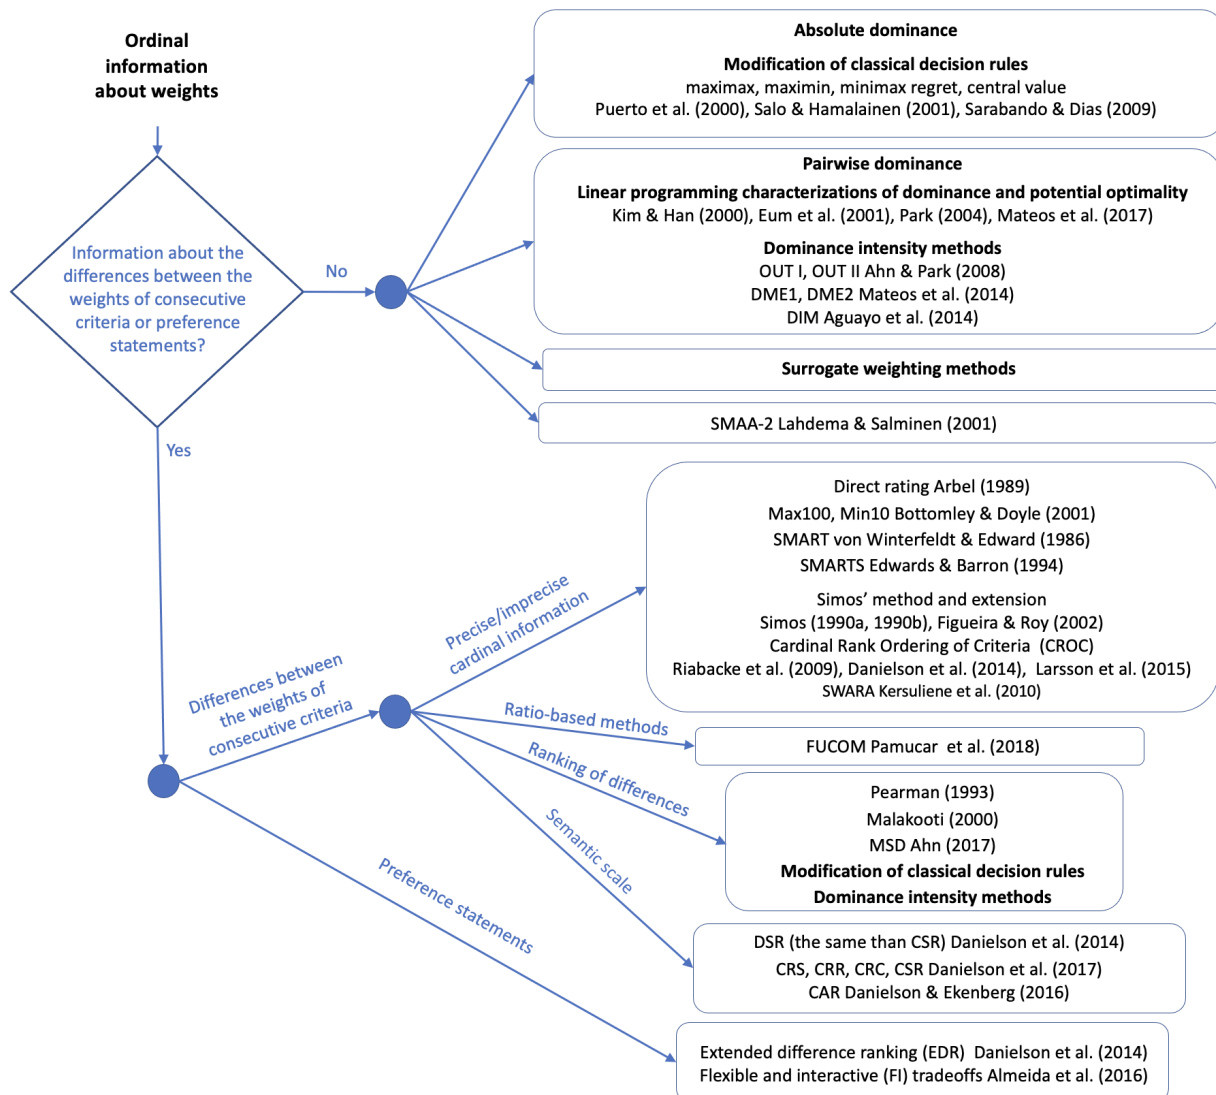 Ordinal
information
about weights
Information about the
differences between the
weights of consecutive
criteria or preference
statements?
No
Yes
Absolute dominance
Modification of classical decision rules
maximax, maximin, minimax regret, central value
Puerto et al. (2000), Salo & Hamalainen (2001), Sarabando & Dias (2009)
Pairwise dominance
Linear programming characterizations of dominance and potential optimality
Kim & Han (2000), Eum et al. (2001), Park (2004), Mateos et al. 2017)
Dominance intensity methods
OUT I, OUT II Ahn & Park (2008)
DME1, DME2 Mateos et al. (2014)
DIM Aguayo et al. (2014)
Surrogate weighting methods
SMAA-2 Lahdema & Salminen (2001)
Differences between
the weights of
consecutive criteria
Precise/imprecise
cardinal information
Direct rating Arbel (1989)
Max100, Min10 Bottomley & Doyle (2001)
SMART von Winterfeldt & Edward (1986)
SMARTS Edwards & Barron (1994)
Simos’ method and extension
Simos (1990a, 1990b), Figueira & Roy (2002)
Cardinal Rank Ordering of Criteria (CROC)
Riabacke et al. (2009), Danielson et al. (2014), Larsson et al. (2015)
SWARA Kersuliene et al. (2010)
Ratio-based methods
FUCOM Pamucar et al. (2018)
Ranking of differences
Pearman (1993)
Malakooti (2000)
MSD Ahn (2017)
Modification of classical decision rules
Dominance intensity methods
Semantic scale
DSR (the same than CSR) Danielson et al. (2014)
CRS, CRR, CRC, CSR Danielson et al. (2017)
CAR Danielson & Ekenberg (2016)
Preference statements
Extended difference ranking (EDR) Danielson et al. (2014)
Flexible and interactive (FI) tradeoffs Almeida et al. (2016)